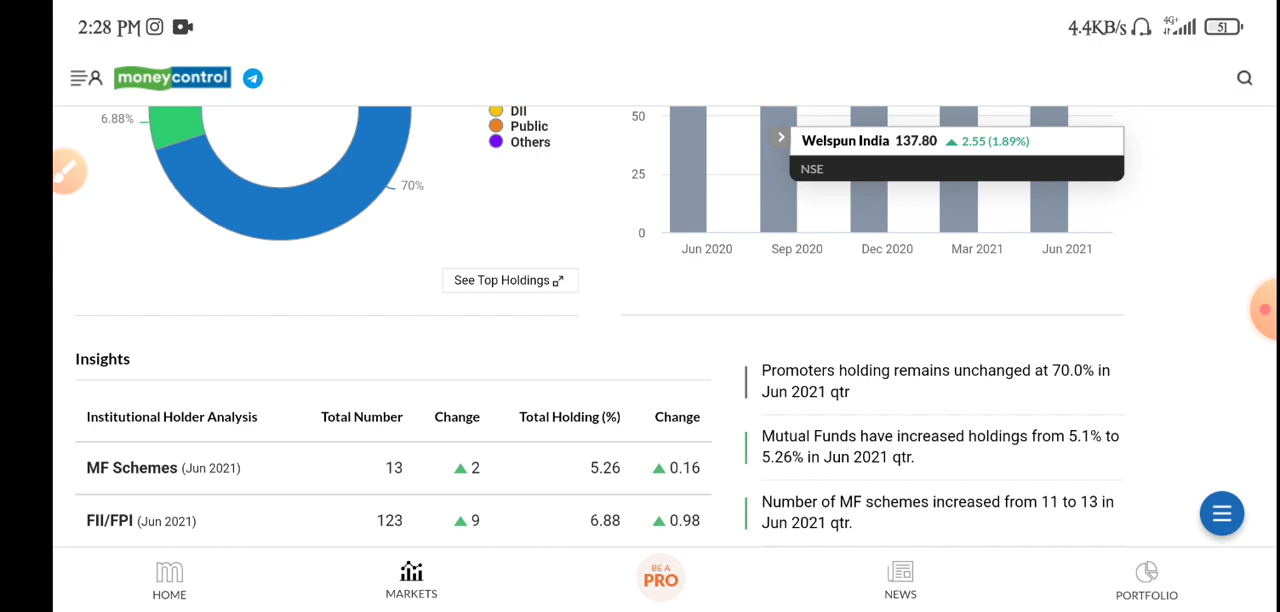 2:28 PM
4.4KB/s 4G+ 51
moneycontrol
6.88%
DII
Public
Others
70%
50
25
0
Welspun India 137.80 ▲ 2.55 (1.89%)
NSE
Jun 2020 Sep 2020 Dec 2020 Mar 2021 Jun 2021
See Top Holdings
Insights
Institutional Holder Analysis Total Number Change Total Holding (%) Change
MF Schemes (Jun 2021) 13 ▲ 2 5.26 ▲ 0.16
FII/FPI (Jun 2021) 123 ▲ 9 6.88 ▲ 0.98
Promoters holding remains unchanged at 70.0% in
Jun 2021 qtr
Mutual Funds have increased holdings from 5.1% to
5.26% in Jun 2021 qtr.
Number of MF schemes increased from 11 to 13 in
Jun 2021 qtr.
HOME
MARKETS
BE A
PRO
NEWS
PORTFOLIO